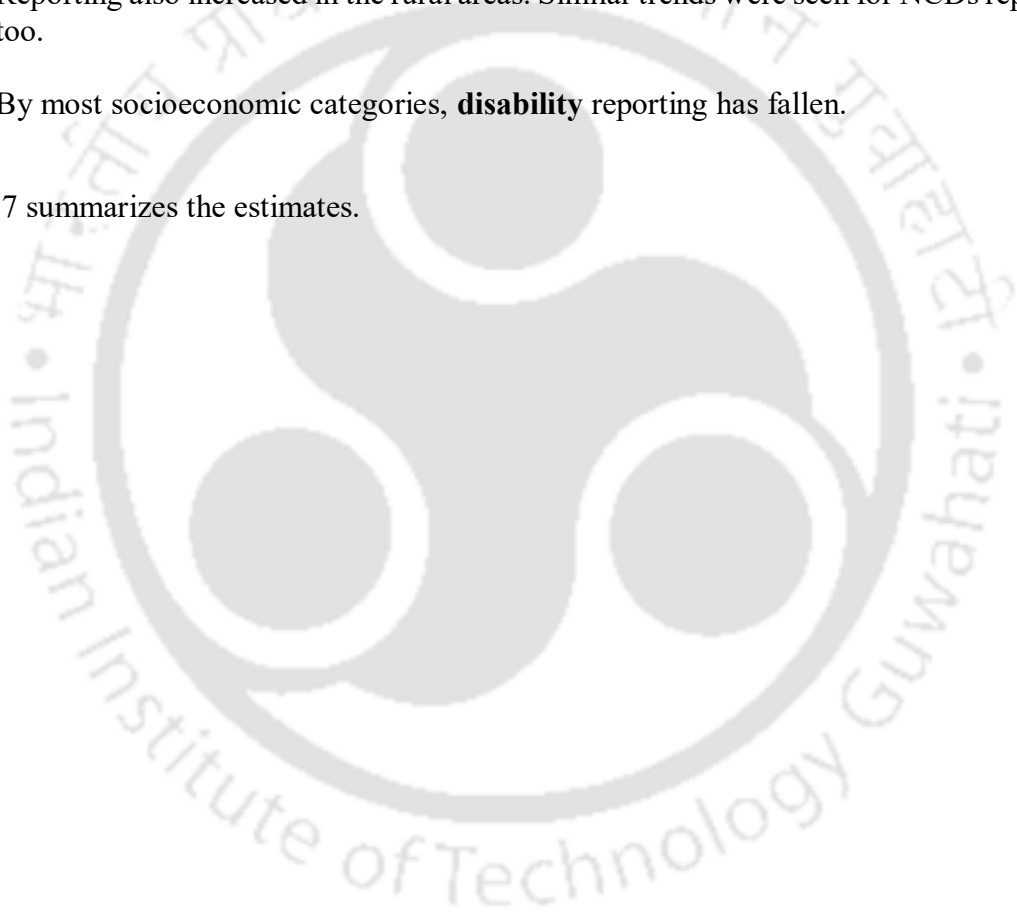 Reporting also increased in the rural areas. Similar trends were seen for NCDs
too.
By most socioeconomic categories, disability reporting has fallen.
7 summarizes the estimates.
Indian Institute of Technology Guwahati